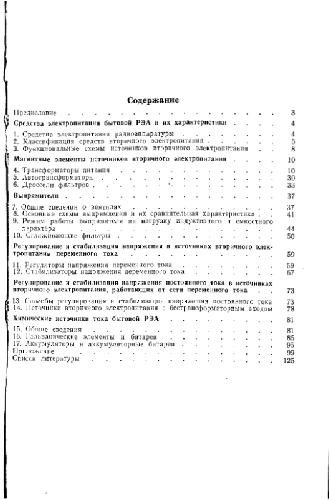 Содержание
Предисловие . . . 3
Средства электропитания бытовой РЭА и их характеристики . . . 4
1. Средства электропитания радиоаппаратуры . . . 4
2. Классификация средств вторичного электропитания . . . 5
3. Функциональные схемы источников вторичного электропитания . . . 8
Магнитные элементы источников вторичного электропитания . . . 10
4. Трансформаторы питания . . . 10
5. Автотрансформаторы . . . 30
6. Дроссели фильтров . . . 33
Выпрямители . . . 37
7. Общие сведения о вентилях . . . 37
8. Основные схемы выпрямления и их сравнительная характеристика . 41
9. Режим работы выпрямителя на нагрузку индуктивного и емкостного
характера . . . 44
10. Сглаживающие фильтры . . . 50
Регулирование и стабилизация напряжения в источниках вторичного элек-
тропитания переменного тока . . . 59
11. Регуляторы напряжения переменного тока . . . 59
12. Стабилизаторы напряжения переменного тока . . . 67
Регулирование и стабилизация напряжения постоянного тока в источниках
вторичного электропитания, работающих от сети переменного тока . . . 73
13. Способы регулирования и стабилизации напряжения постоянного тока 73
14. Источники вторичного электропитания с бестрансформаторным входом 78
Химические источники тока бытовой РЭА . . . 81
15. Общие сведения . . . 81
16. Гальванические элементы и батареи . . . 85
17. Аккумуляторы и аккумуляторные батареи . . . 95
Приложение . . . 99
Список литературы . . . 125